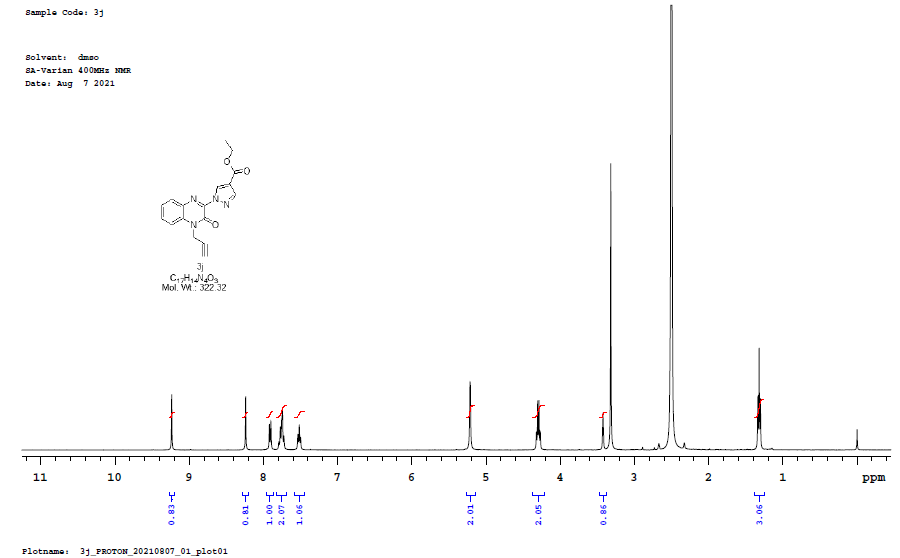 Sample Code: 3j
Solvent: dmso
SA-Varian 400MHz NMR
Date: Aug 7 2021
O
O
N
N
N
N
O
3j
C17H14N4O3
Mol. Wt.: 322.32
11 10 9 8 7 6 5 4 3 2 1 ppm
0.83 0.81 1.00 2.07 1.06 2.01 2.05 0.86 3.06
Plotname: 3j_PROTON_20210807_01_plot01